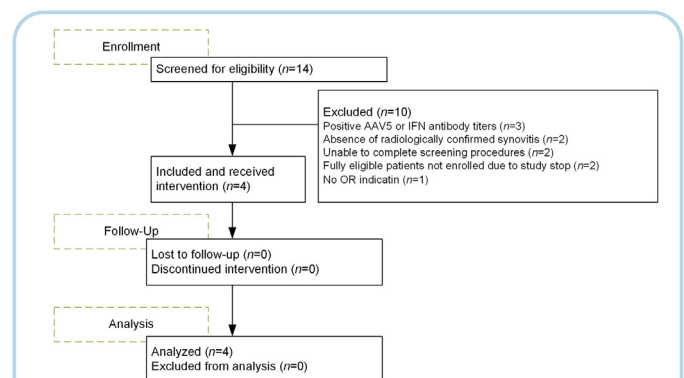 Enrollment
Screened for eligibility (n=14)
Excluded (n=10)
Positive AAV5 or IFN antibody titers (n=3)
Absence of radiologically confirmed synovitis (n=2)
Unable to complete screening procedures (n=2)
Fully eligible patients not enrolled due to study stop (n=2)
No OR indicatin (n=1)
Included and received
intervention (n=4)
Follow-Up
Lost to follow-up (n=0)
Discontinued intervention (n=0)
Analysis
Analyzed (n=4)
Excluded from analysis (n=0)